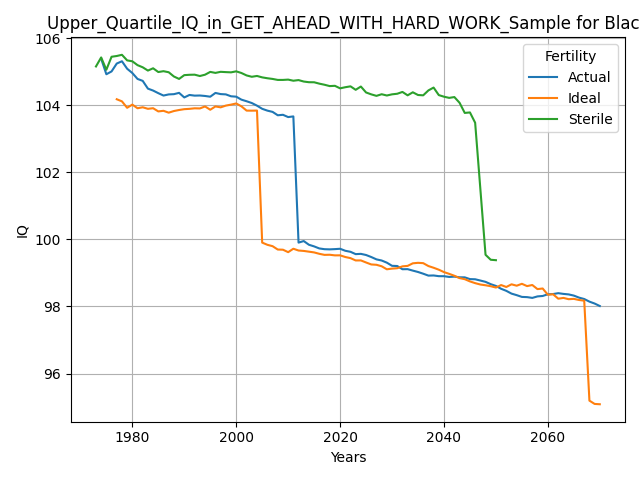 Upper_Quartile_IQ_in_GET_AHEAD_WITH_HARD_WORK_Sample for Blac
106
104
102
100
98
96
IQ
Fertility
Actual
Ideal
Sterile
1980
2000
2020
2040
2060
Years